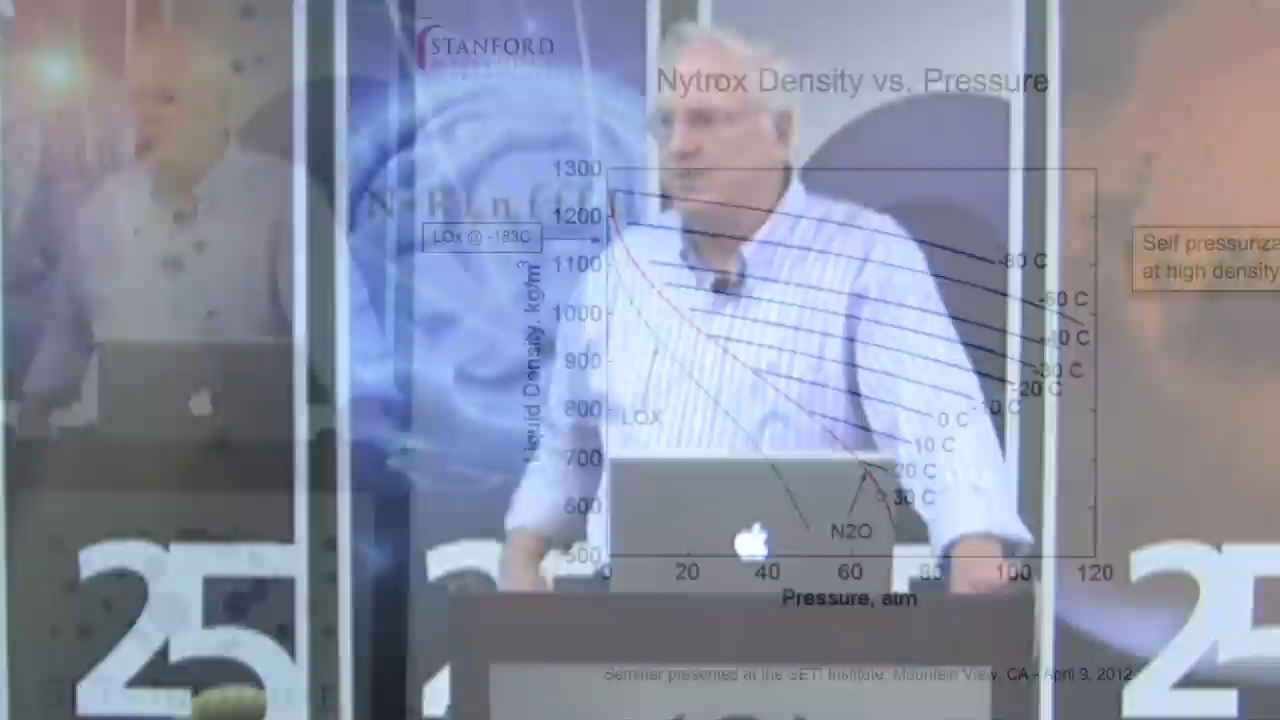 STANFORD
Nytrox Density vs. Pressure
1300
1200
LOx @ -183C
1100
1000
900
800
700
600
500
Liquid Density, kg/m³
LOX
N2O
-80 C
-60 C
-40 C
-30 C
-20 C
-10 C
0 C
10 C
20 C
30 C
0 20 40 60 80 100 120
Pressure, atm
Self pressuriza
at high density
25
2
25
Seminar presented at the SETI Institute, Mountain View, CA - April 9, 2012